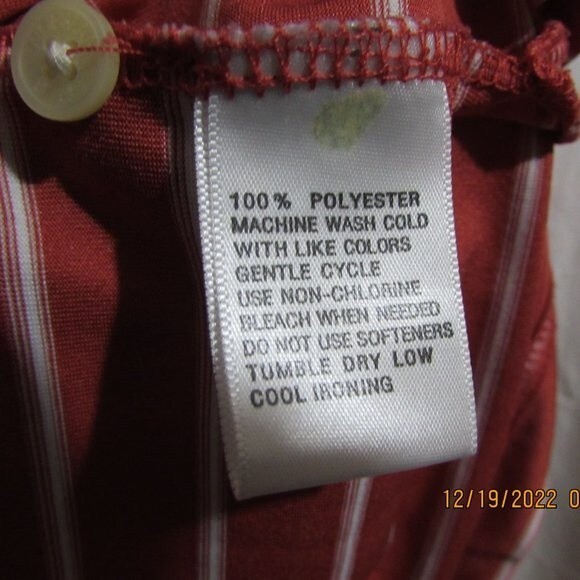 100% POLYESTER
MACHINE WASH COLD
WITH LIKE COLORS
GENTLE CYCLE
USE NON-CHLORINE
BLEACH WHEN NEEDED
DO NOT USE SOFTENERS
TUMBLE DRY LOW
COOL IRONING
12/19/2022 0